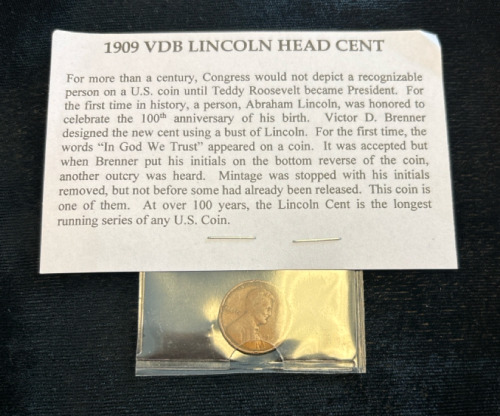 1909 VDB LINCOLN HEAD CENT
For more than a century, Congress would not depict a recognizable
person on a U.S. coin until Teddy Roosevelt became President. For
the first time in history, a person, Abraham Lincoln, was honored to
celebrate the 100th anniversary of his birth. Victor D. Brenner
designed the new cent using a bust of Lincoln. For the first time, the
words “In God We Trust” appeared on a coin. It was accepted but
when Brenner put his initials on the bottom reverse of the coin,
another outcry was heard. Mintage was stopped with his initials
removed, but not before some had already been released. This coin is
one of them. At over 100 years, the Lincoln Cent is the longest
running series of any U.S. Coin.